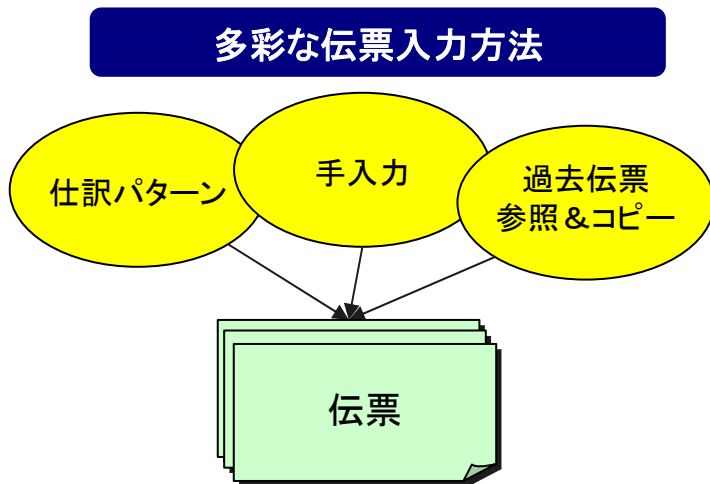 多彩な伝票入力方法
仕訳パターン
手入力
過去伝票
参照＆コピー
伝票